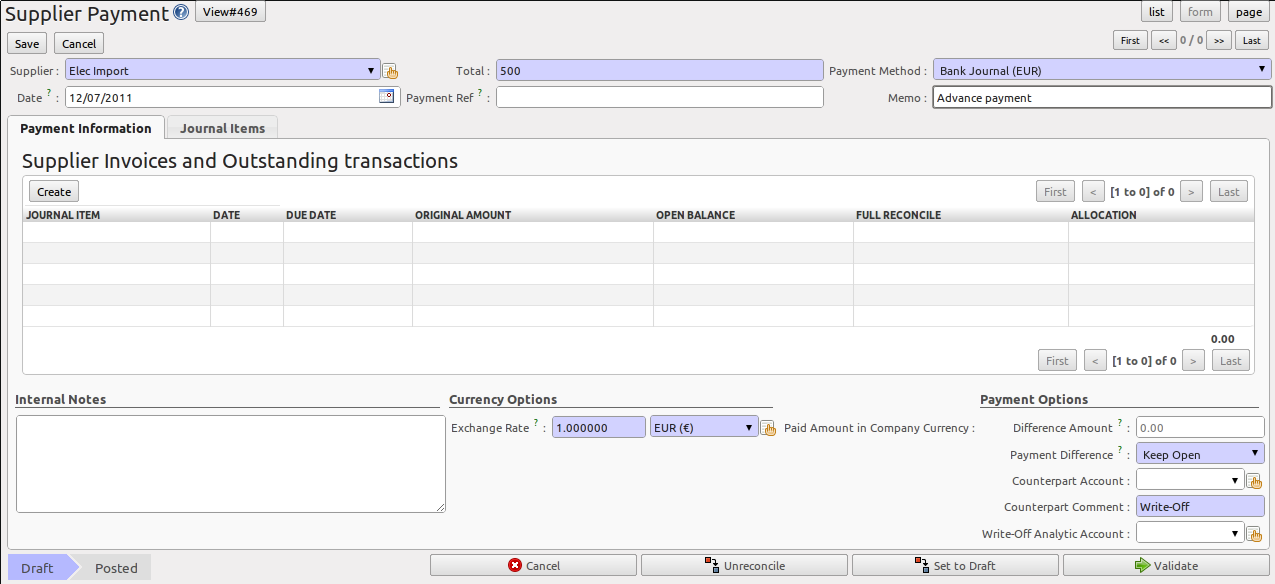 Supplier Payment ? View#469 list form page
Save Cancel First << 0 / 0 >> Last
Supplier : Elec Import Total : 500 Payment Method : Bank Journal (EUR)
Date ? : 12/07/2011 Payment Ref ? : Memo : Advance payment
Payment Information Journal Items
Supplier Invoices and Outstanding transactions
Create First < [1 to 0] of 0 > Last
JOURNAL ITEM DATE DUE DATE ORIGINAL AMOUNT OPEN BALANCE FULL RECONCILE ALLOCATION
0.00
First < [1 to 0] of 0 > Last
Internal Notes Currency Options Payment Options
Exchange Rate ? : 1.000000 EUR (€) Paid Amount in Company Currency : Difference Amount ? : 0.00
Payment Difference ? : Keep Open
Counterpart Account :
Counterpart Comment : Write-Off
Write-Off Analytic Account :
Draft Posted Cancel Unreconcile Set to Draft Validate